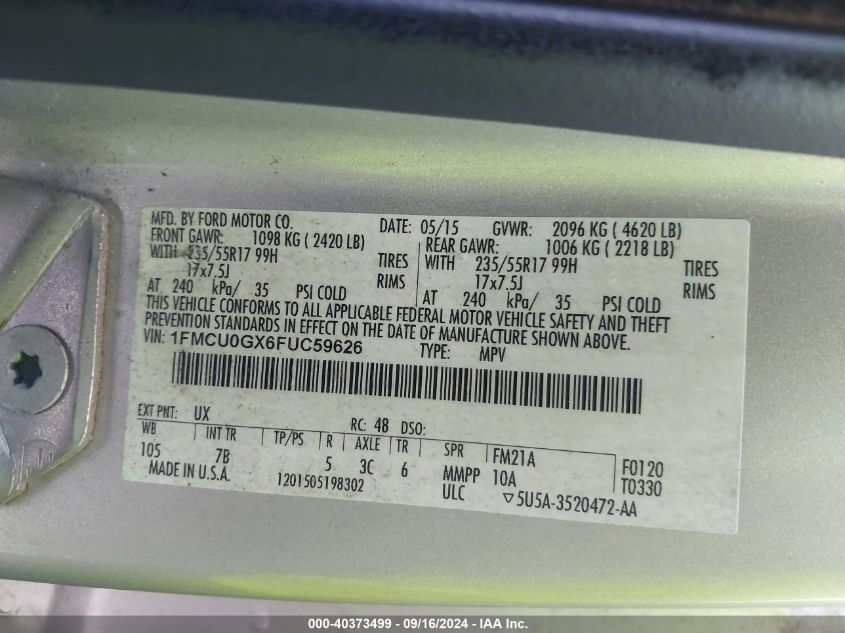 MFD. BY FORD MOTOR CO. DATE: 05/15 GVWR: 2096 KG ( 4620 LB)
FRONT GAWR: 1098 KG ( 2420 LB) REAR GAWR: 1006 KG ( 2218 LB)
WITH 235/55R17 99H TIRES WITH 235/55R17 99H TIRES
17x7.5J RIMS 17x7.5J RIMS
AT 240 kPa/ 35 PSI COLD AT 240 kPa/ 35 PSI COLD
THIS VEHICLE CONFORMS TO ALL APPLICABLE FEDERAL MOTOR VEHICLE SAFETY AND THEFT
PREVENTION STANDARDS IN EFFECT ON THE DATE OF MANUFACTURE SHOWN ABOVE.
VIN: 1FMCU0GX6FUC59626 TYPE: MPV
EXT PNT: UX RC: 48 DSO:
WB INT TR TP/PS R AXLE TR SPR FM21A F0120
105 7B 5 3C 6 MMPP 10A T0330
MADE IN U.S.A. 1201505198302 ULC ▽5U5A-3520472-AA
000-40373499 - 09/16/2024 - IAA Inc.